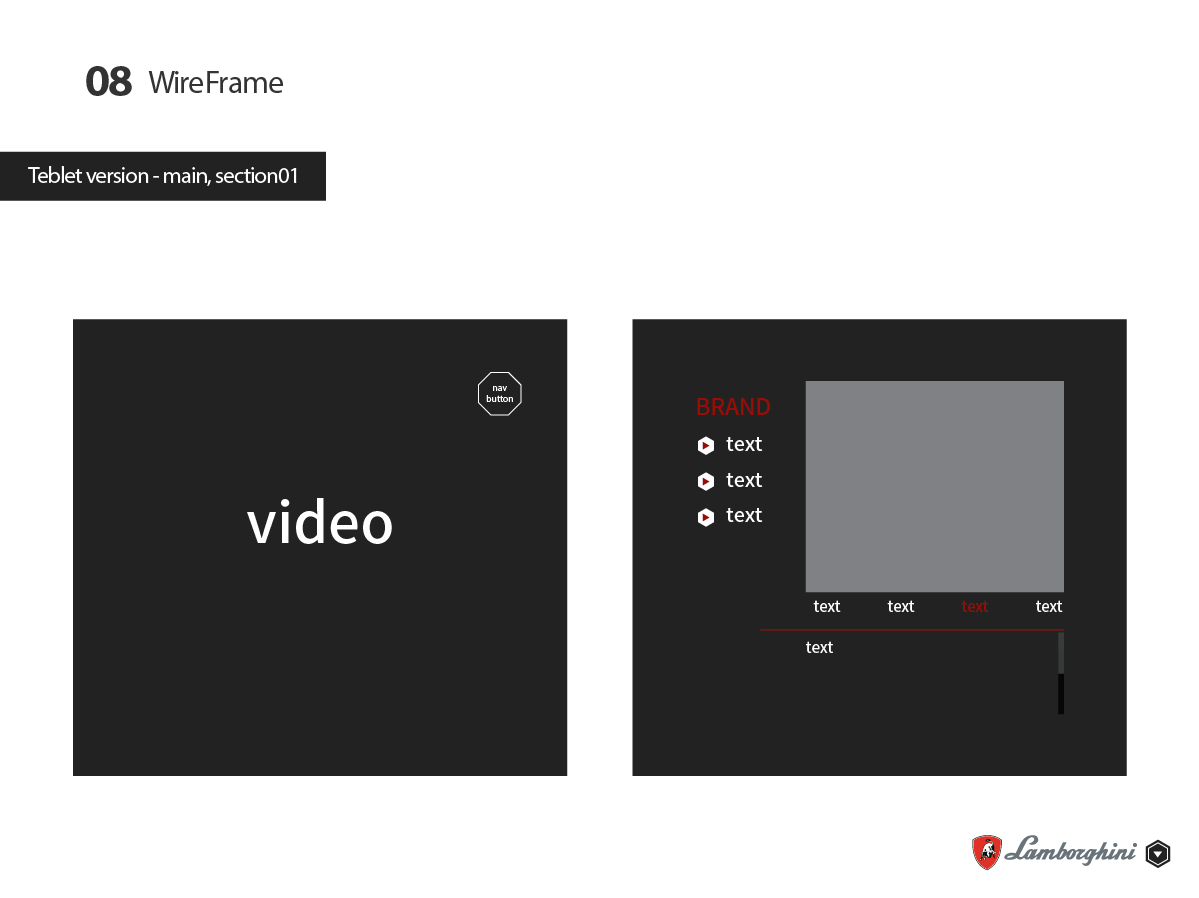 08 WireFrame
Teblet version - main, section01
nav
button
video
BRAND
text
text
text
text text text text
text
Lamborghini